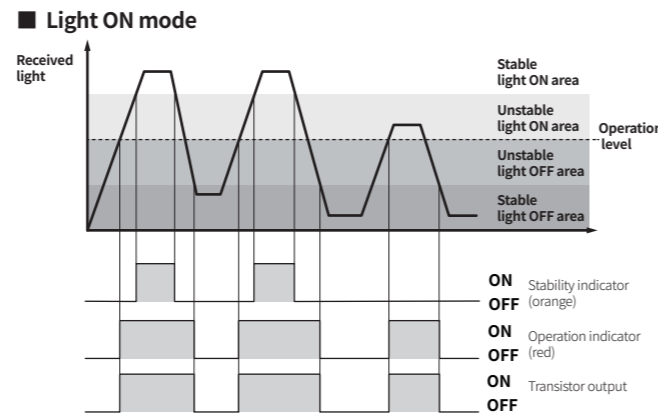 ■ Light ON mode
Received
light
Stable
light ON area
Unstable
light ON area
Operation
level
Unstable
light OFF area
Stable
light OFF area
ON
OFF
Stability indicator
(orange)
ON
OFF
Operation indicator
(red)
ON
OFF
Transistor output